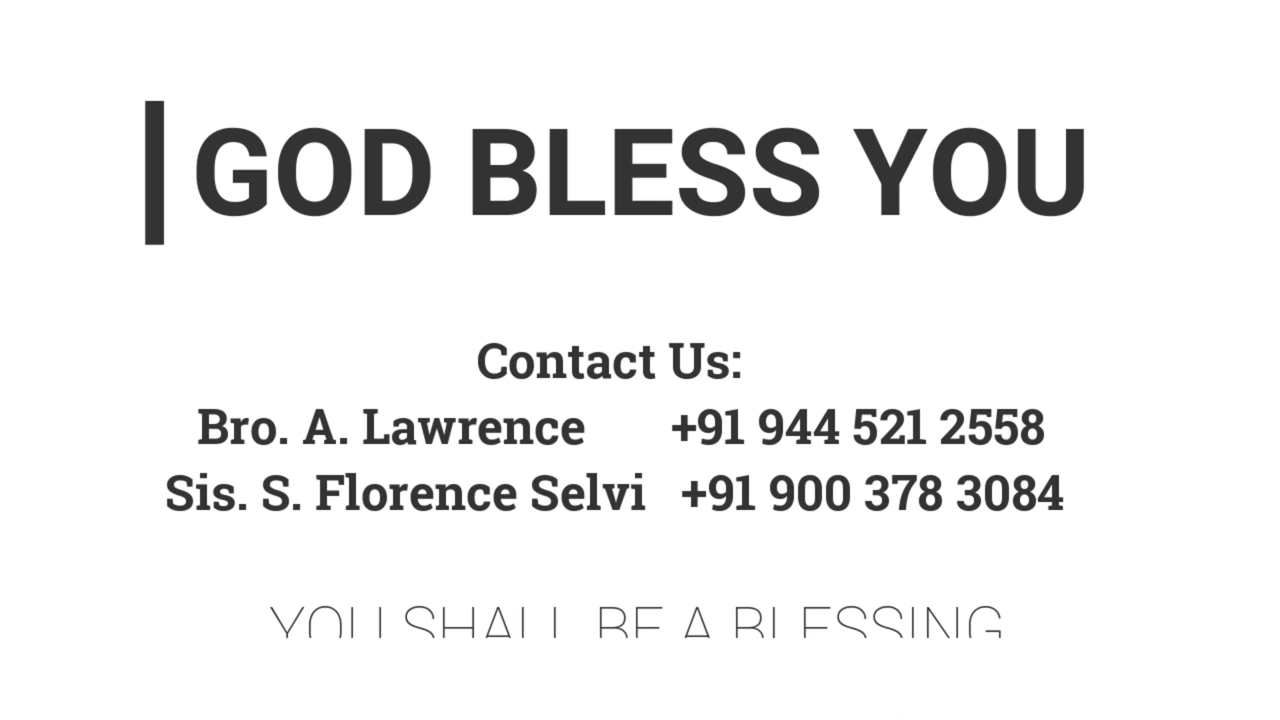 GOD BLESS YOU
Contact Us:
Bro. A. Lawrence +91 944 521 2558
Sis. S. Florence Selvi +91 900 378 3084
YOU SHALL BE A BLESSING